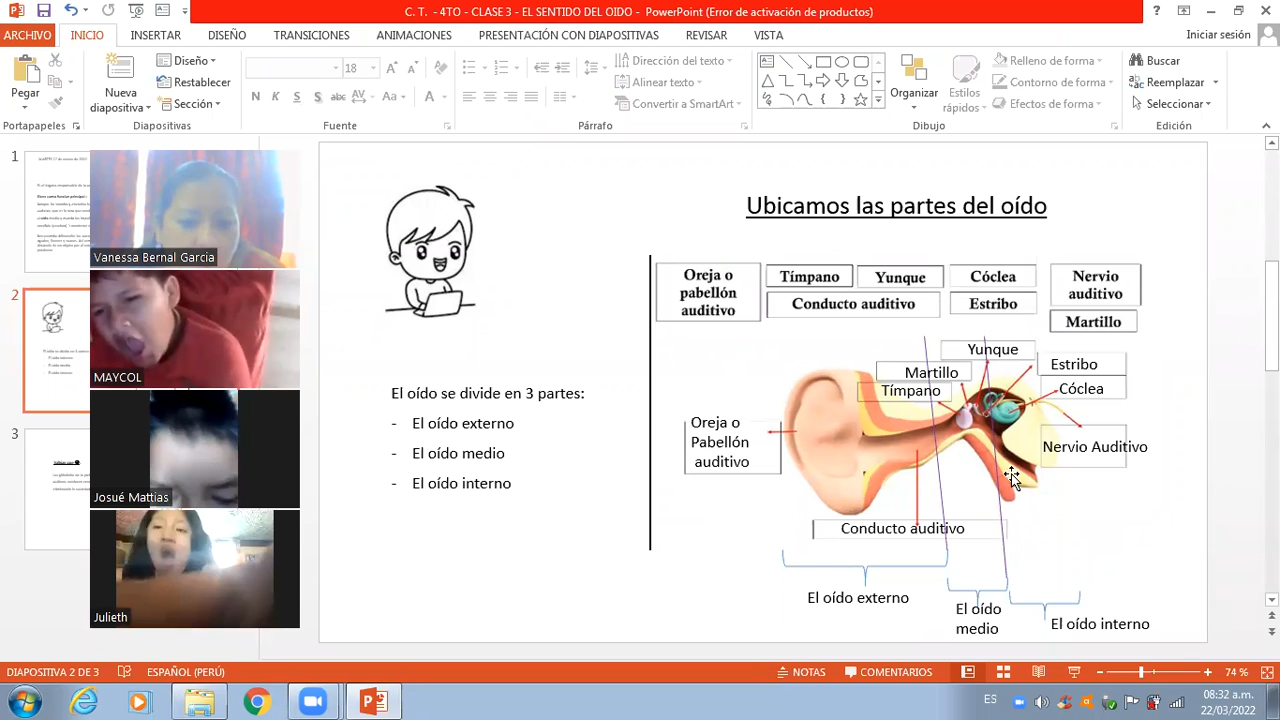 C. T. - 4TO - CLASE 3 - EL SENTIDO DEL OIDO - PowerPoint (Error de activación de productos)
ARCHIVO INICIO INSERTAR DISEÑO TRANSICIONES ANIMACIONES PRESENTACIÓN CON DIAPOSITIVAS REVISAR VISTA Iniciar sesión
Pegar
Nueva diapositiva
Diseño
Restablecer
Sección
18
N K S S abc AV Aa A
Dirección del texto
Alinear texto
Convertir a SmartArt
Organizar
Estilos rápidos
Relleno de forma
Contorno de forma
Efectos de forma
Buscar
Reemplazar
Seleccionar
Portapapeles Diapositivas Fuente Párrafo Dibujo Edición
1
2
3
Vanessa Bernal Garcia
MAYCOL
Josué Mattias
Julieth
Ubicamos las partes del oído
Oreja o
pabellón
auditivo
Tímpano
Yunque
Cóclea
Nervio
auditivo
Conducto auditivo
Estribo
Martillo
Yunque
Martillo
Tímpano
Estribo
Cóclea
Nervio Auditivo
Oreja o
Pabellón
auditivo
Conducto auditivo
El oído externo
El oído
medio
El oído interno
El oído se divide en 3 partes:
- El oído externo
- El oído medio
- El oído interno
DIAPOSITIVA 2 DE 3 ESPAÑOL (PERÚ) NOTAS COMENTARIOS 74 %
ES
08:32 a.m.
22/03/2022